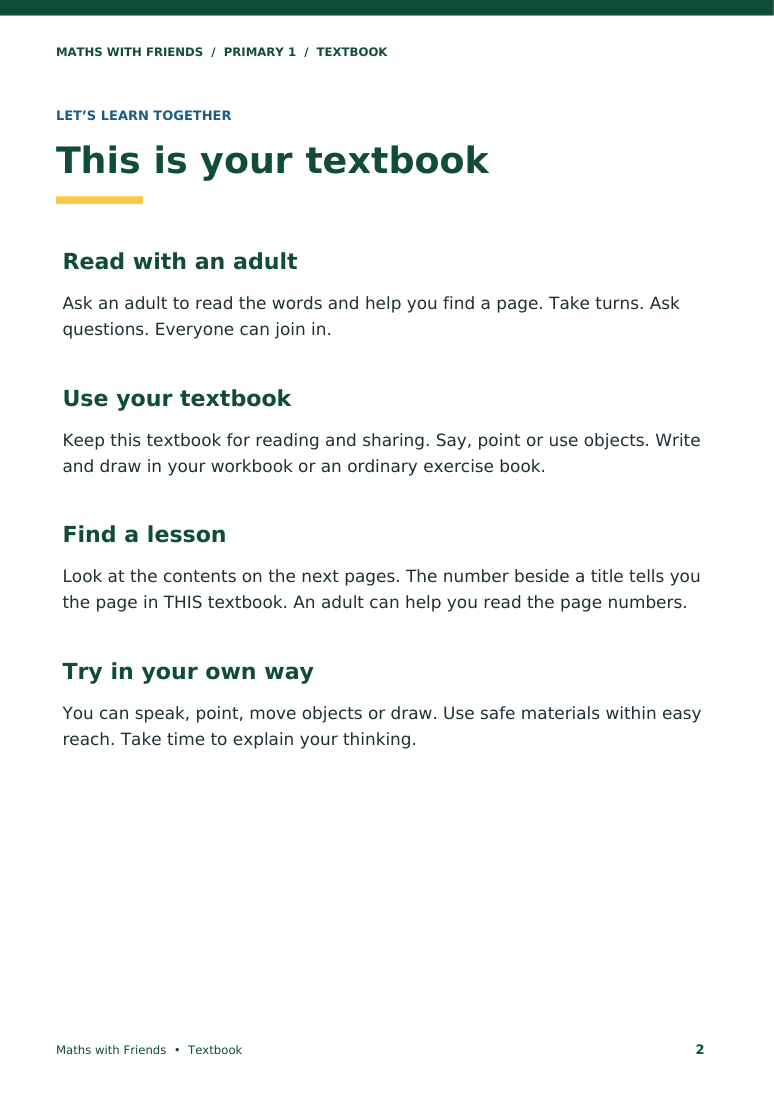 MATHS WITH FRIENDS / PRIMARY 1 / TEXTBOOK
LET’S LEARN TOGETHER
This is your textbook
Read with an adult
Ask an adult to read the words and help you find a page. Take turns. Ask
questions. Everyone can join in.
Use your textbook
Keep this textbook for reading and sharing. Say, point or use objects. Write
and draw in your workbook or an ordinary exercise book.
Find a lesson
Look at the contents on the next pages. The number beside a title tells you
the page in THIS textbook. An adult can help you read the page numbers.
Try in your own way
You can speak, point, move objects or draw. Use safe materials within easy
reach. Take time to explain your thinking.
Maths with Friends • Textbook 2